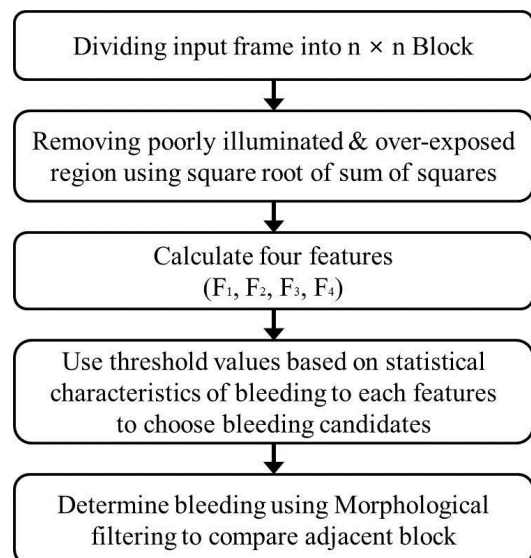 Dividing input frame into n × n Block
Removing poorly illuminated & over-exposed
region using square root of sum of squares
Calculate four features
(F₁, F₂, F₃, F₄)
Use threshold values based on statistical
characteristics of bleeding to each features
to choose bleeding candidates
Determine bleeding using Morphological
filtering to compare adjacent block